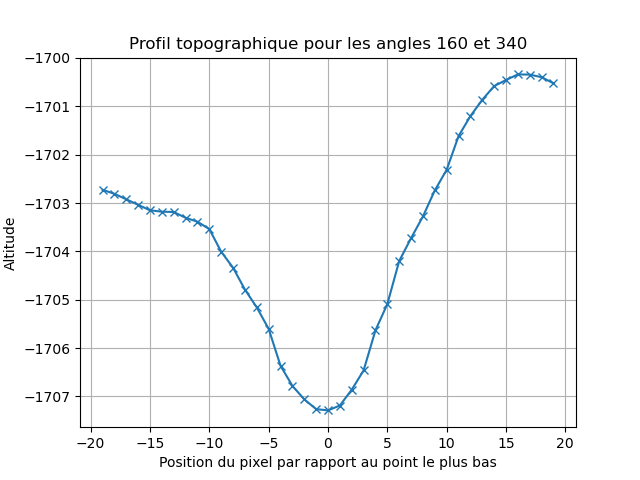 Profil topographique pour les angles 160 et 340
−1700
−1701
−1702
−1703
−1704
−1705
−1706
−1707
Altitude
−20 −15 −10 −5 0 5 10 15 20
Position du pixel par rapport au point le plus bas